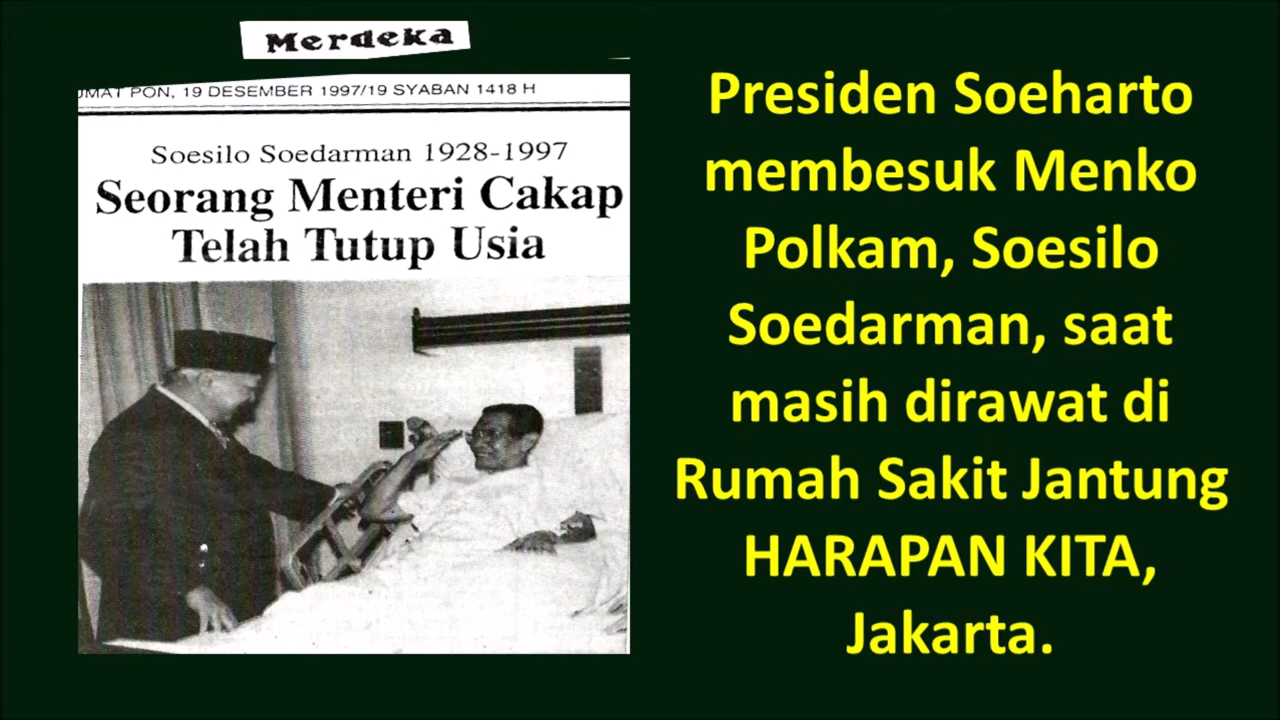 Merdeka
UMAT PON, 19 DESEMBER 1997/19 SYABAN 1418 H
Soesilo Soedarman 1928-1997
Seorang Menteri Cakap
Telah Tutup Usia
Presiden Soeharto
membesuk Menko
Polkam, Soesilo
Soedarman, saat
masih dirawat di
Rumah Sakit Jantung
HARAPAN KITA,
Jakarta.